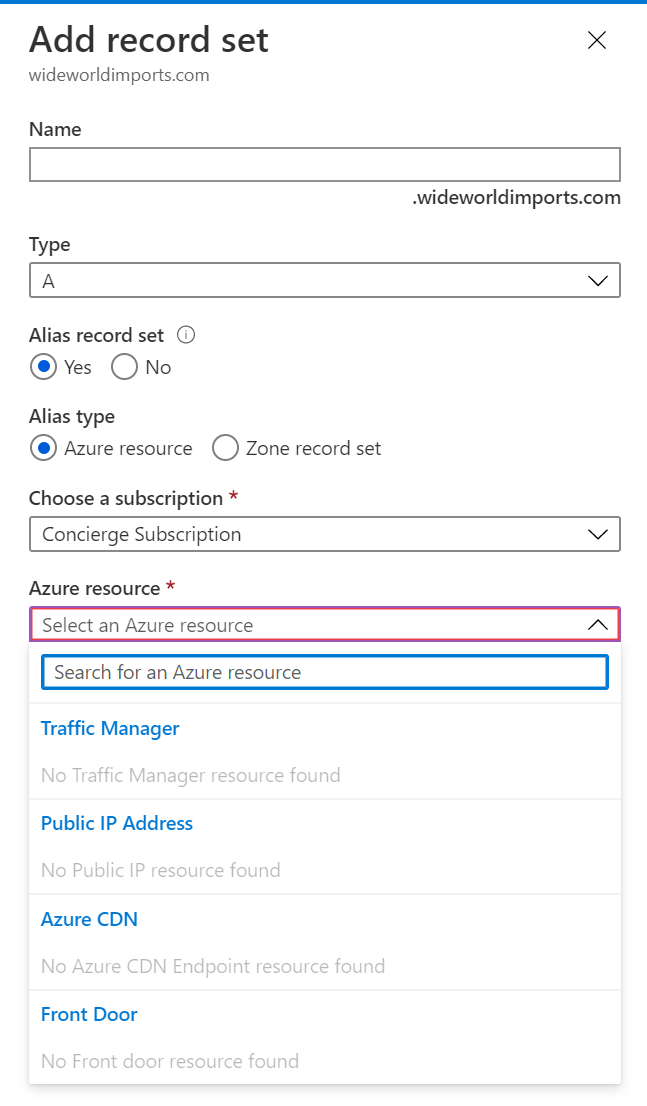 Add record set
wideworldimports.com
Name
.wideworldimports.com
Type
A
Alias record set
Yes No
Alias type
Azure resource Zone record set
Choose a subscription *
Concierge Subscription
Azure resource *
Select an Azure resource
Search for an Azure resource
Traffic Manager
No Traffic Manager resource found
Public IP Address
No Public IP resource found
Azure CDN
No Azure CDN Endpoint resource found
Front Door
No Front door resource found